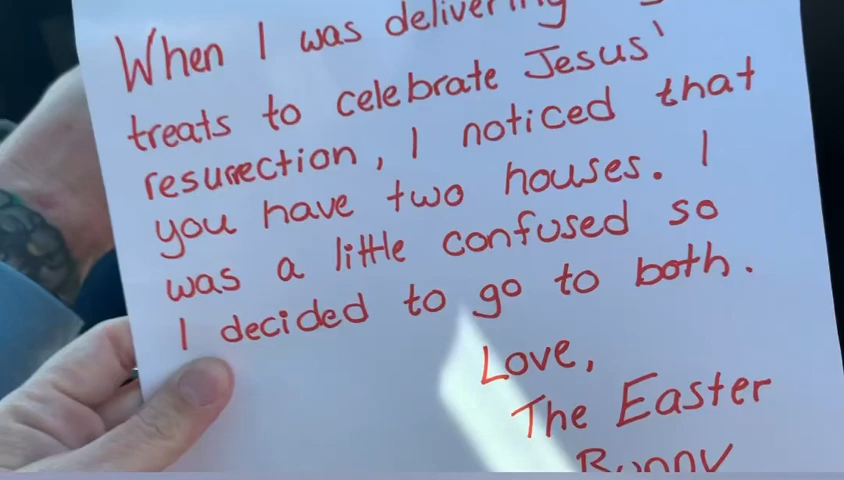 When I was delivering
treats to celebrate Jesus'
resurrection, I noticed that
you have two houses. I
was a little confused so
I decided to go to both.
Love,
The Easter
Bunny